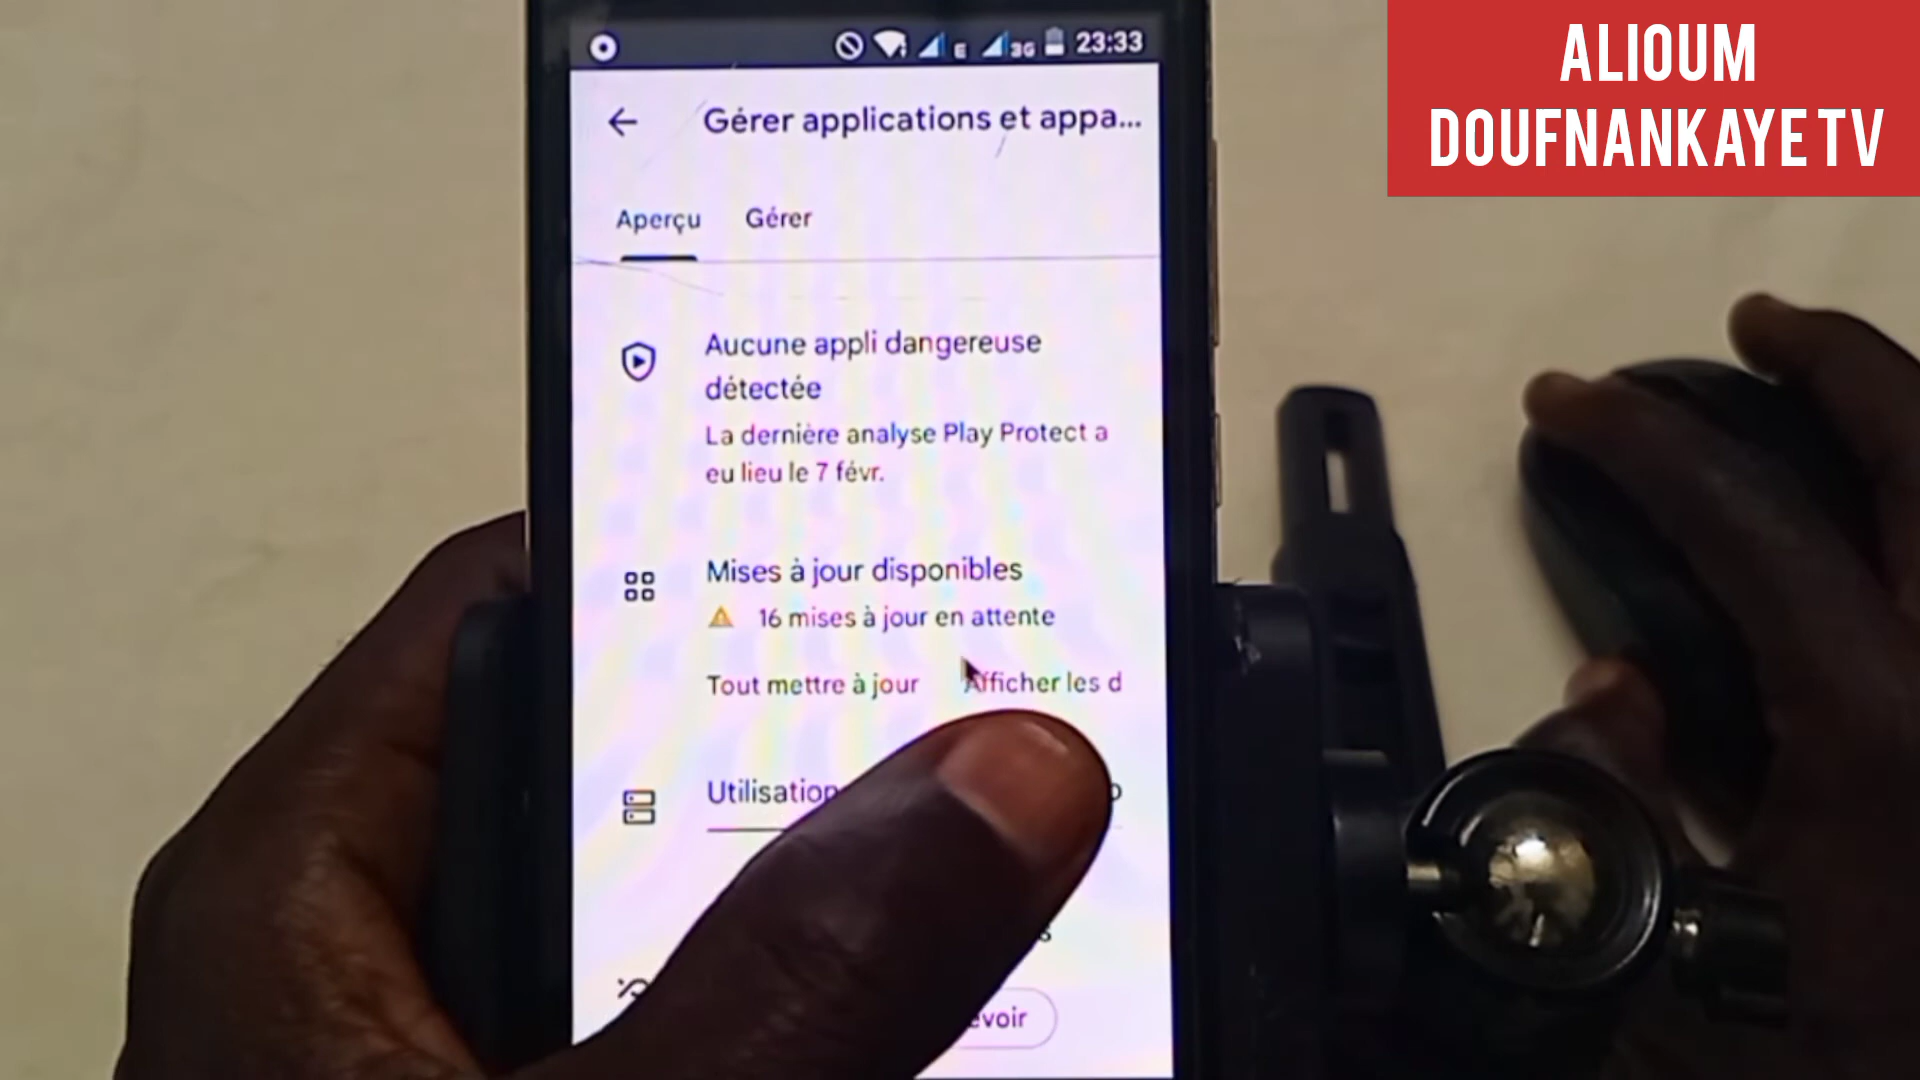 ALIOUM
DOUFNANKAYE TV
E 3G 23:33
Gérer applications et appa...
Aperçu Gérer
Aucune appli dangereuse
détectée
La dernière analyse Play Protect a
eu lieu le 7 févr.
Mises à jour disponibles
16 mises à jour en attente
Tout mettre à jour Afficher les d
Utilisation